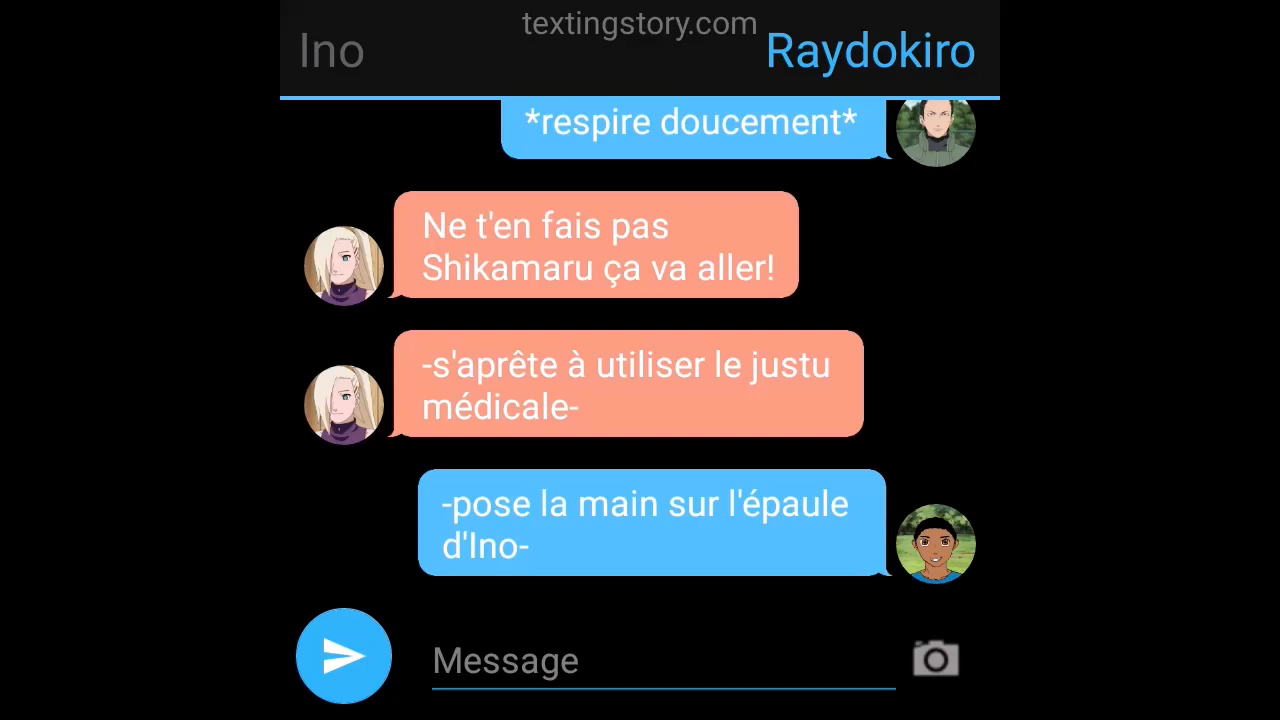 textingstory.com
Ino
Raydokiro
*respire doucement*
Ne t'en fais pas
Shikamaru ça va aller!
-s'aprête à utiliser le justu
médicale-
-pose la main sur l'épaule
d'Ino-
Message